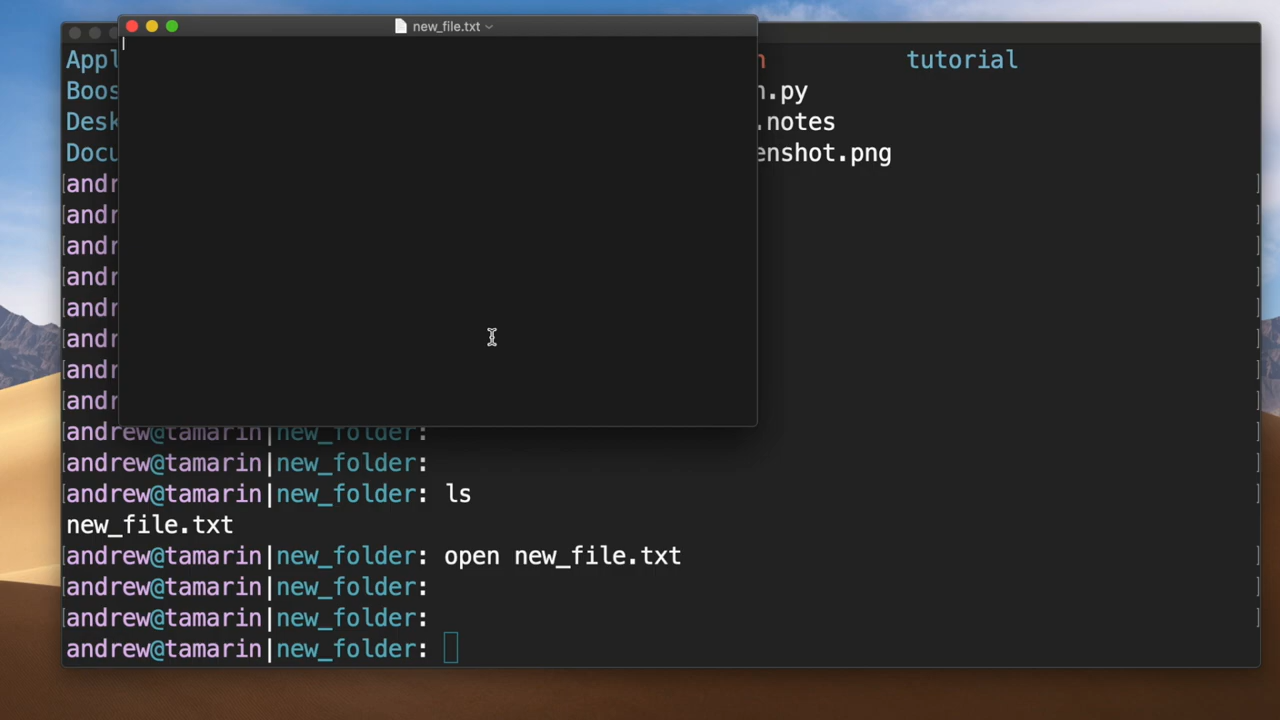 new_file.txt
Appl tutorial
Boos n.py
Desk .notes
Docu enshot.png
[andr ]
[andr ]
[andr ]
[andr ]
[andr ]
[andr ]
[andr ]
[andr ]
andrew@tamarin|new_folder:
andrew@tamarin|new_folder:
andrew@tamarin|new_folder: ls
new_file.txt
[andrew@tamarin|new_folder: open new_file.txt ]
[andrew@tamarin|new_folder: ]
[andrew@tamarin|new_folder: ]
andrew@tamarin|new_folder: